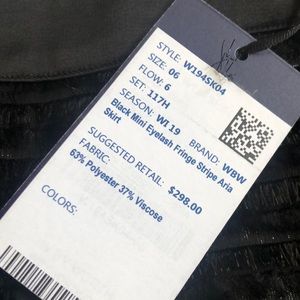 STYLE: W194SK04
SIZE: 06
FLOW: 6
SET: 117H
SEASON: WI 19 BRAND: WBW
Black Mini Eyelash Fringe Stripe Aria
Skirt
SUGGESTED RETAIL: $298.00
FABRIC:
63% Polyester 37% Viscose
COLORS: